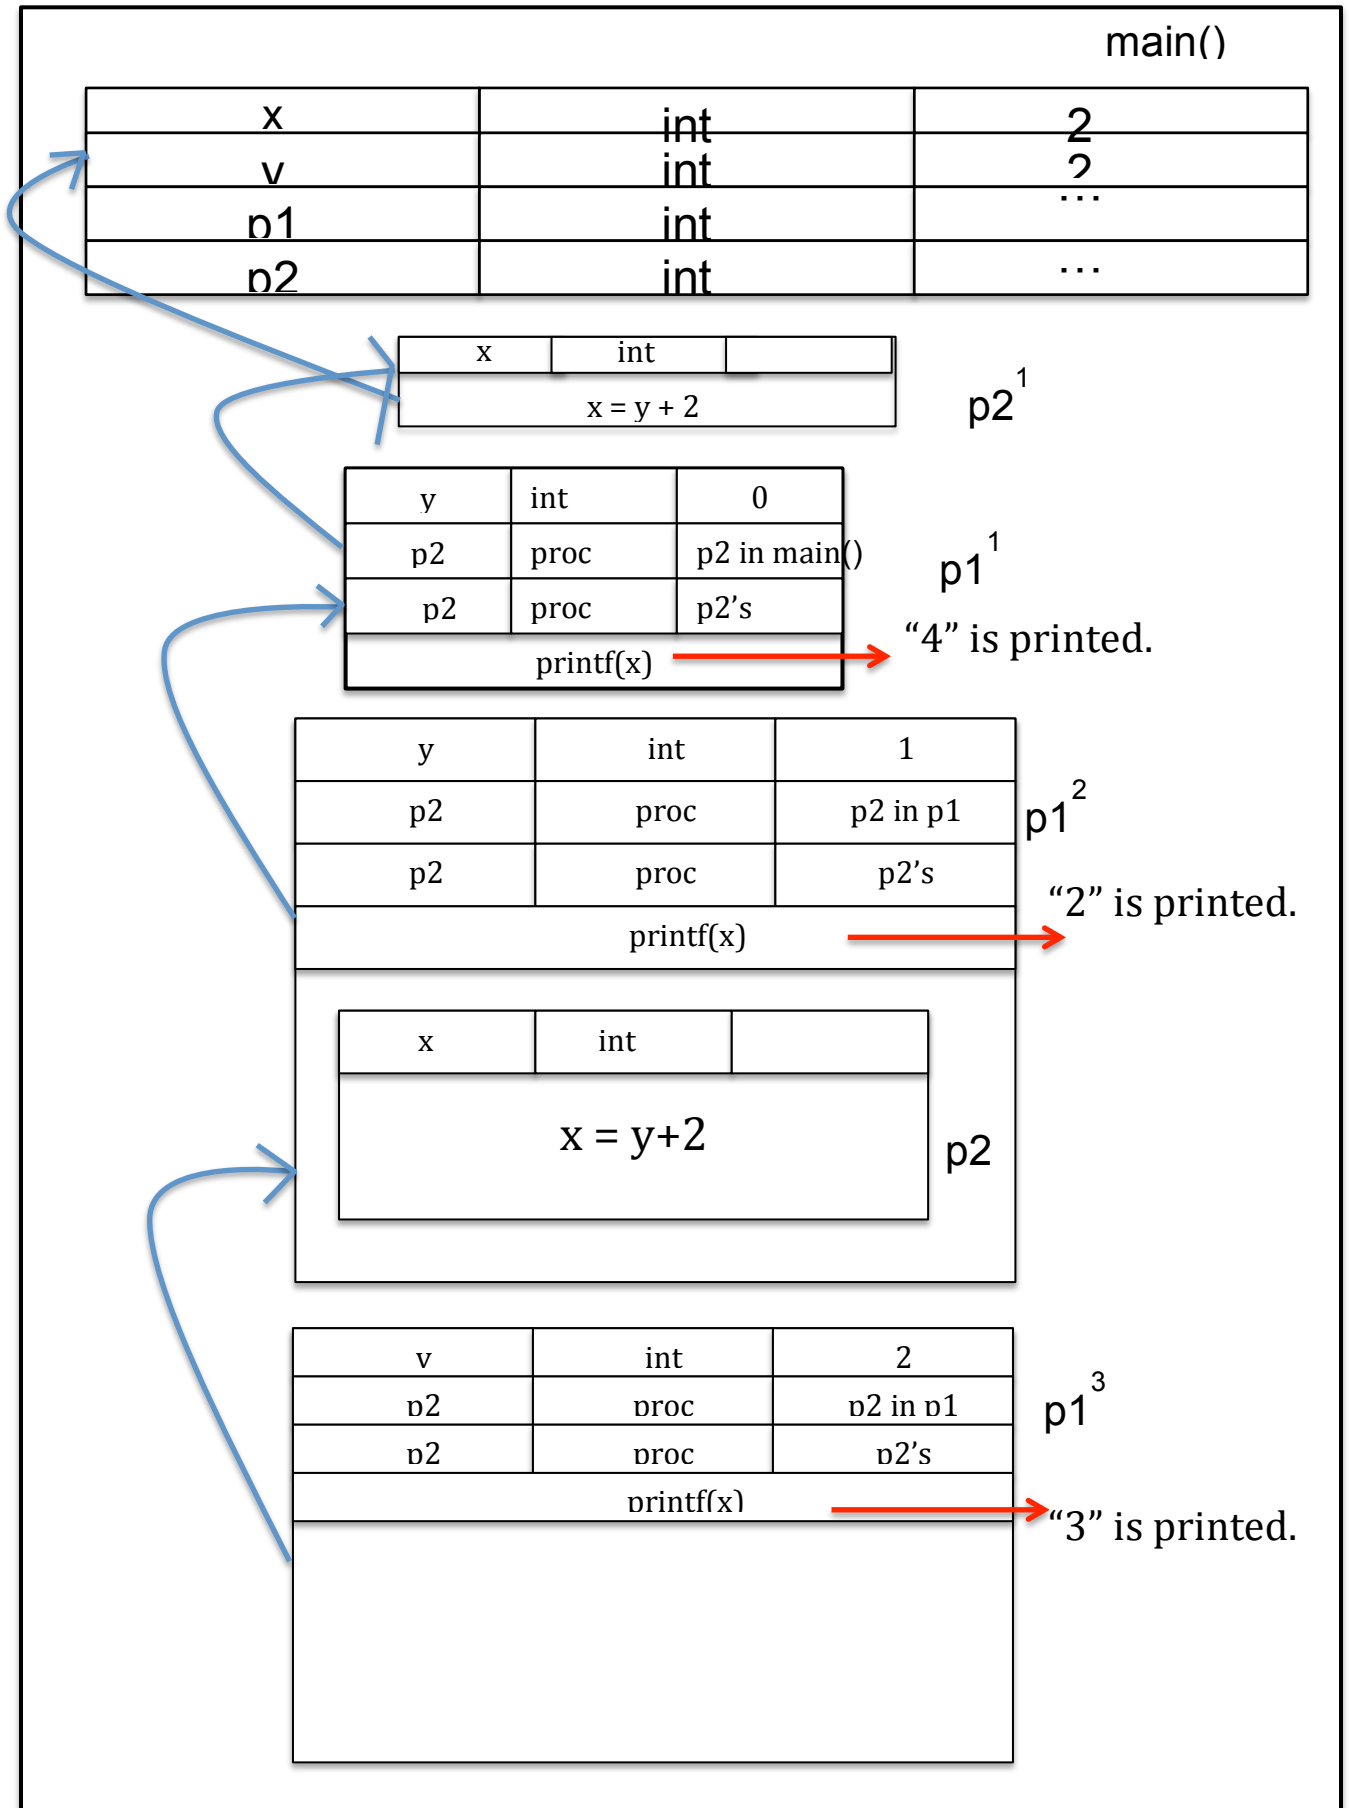 main()
x int 2
y int 2
p1 int ...
p2 int ...
x int
x = y + 2
p2 1
y int 0
p2 proc p2 in main()
p2 proc p2's
printf(x)
p1 1
“4” is printed.
y int 1
p2 proc p2 in p1
p2 proc p2’s
printf(x)
p1 2
“2” is printed.
x int
x = y+2
p2
y int 2
p2 proc p2 in p1
p2 proc p2’s
printf(x)
p1 3
“3” is printed.